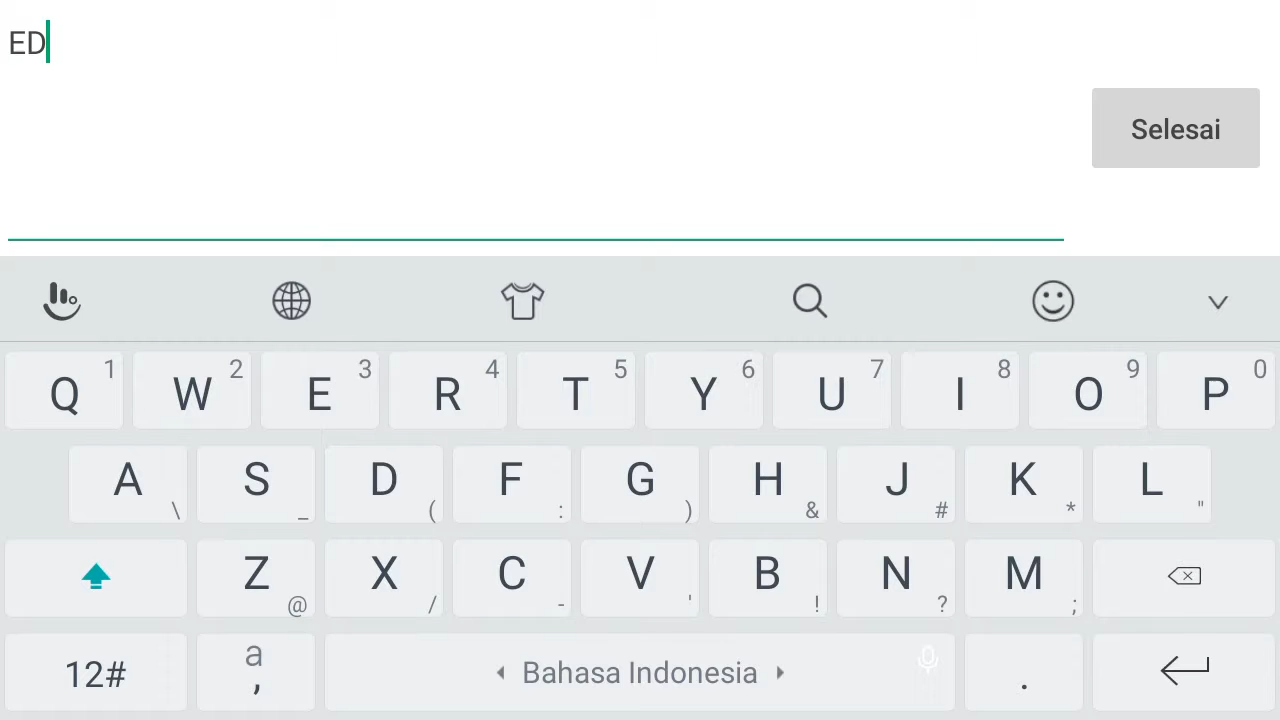 ED
Selesai
Q 1 W 2 E 3 R 4 T 5 Y 6 U 7 I 8 O 9 P 0
A \ S _ D ( F : G ) H & J # K * L "
Z @ X / C - V ' B ! N ? M ;
12# a , Bahasa Indonesia .